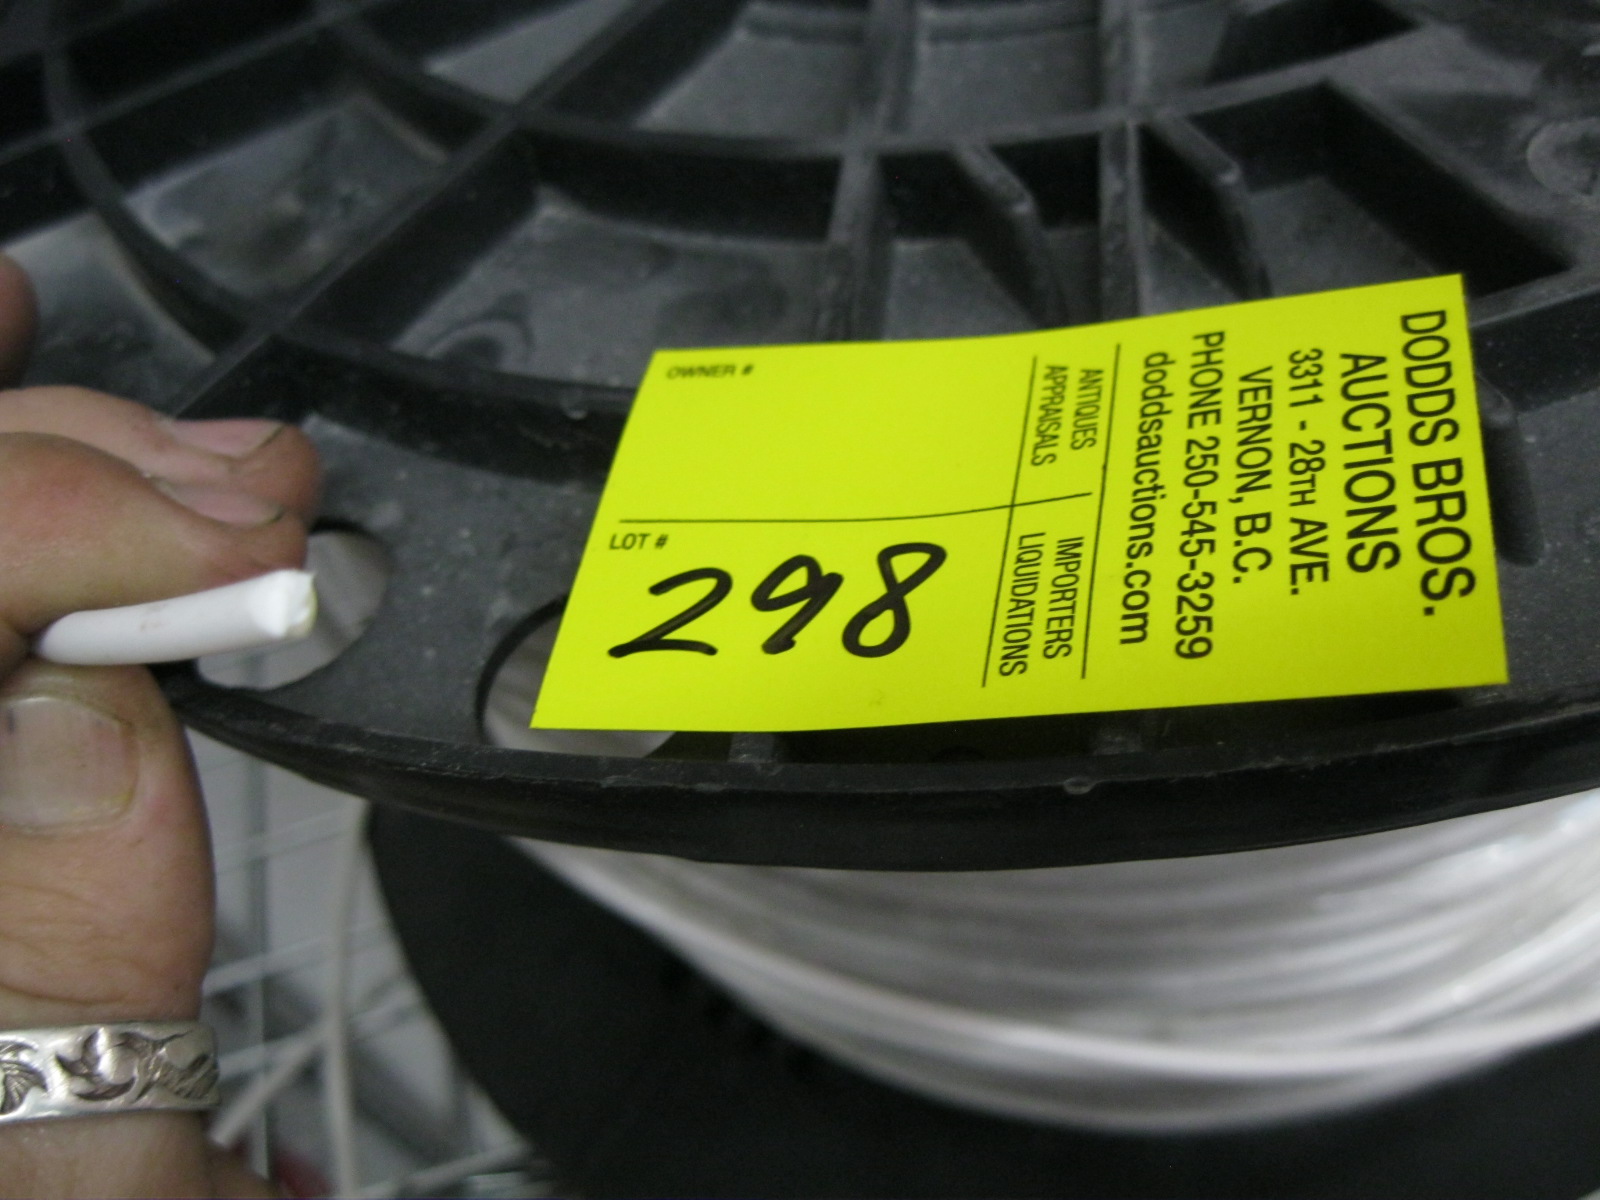 DODDS BROS.
AUCTIONS
3311 - 28TH AVE.
VERNON, B.C.
PHONE 250-545-3259
doddsauctions.com
ANTIQUES
APPRAISALS
IMPORTERS
LIQUIDATIONS
OWNER #
LOT #
298